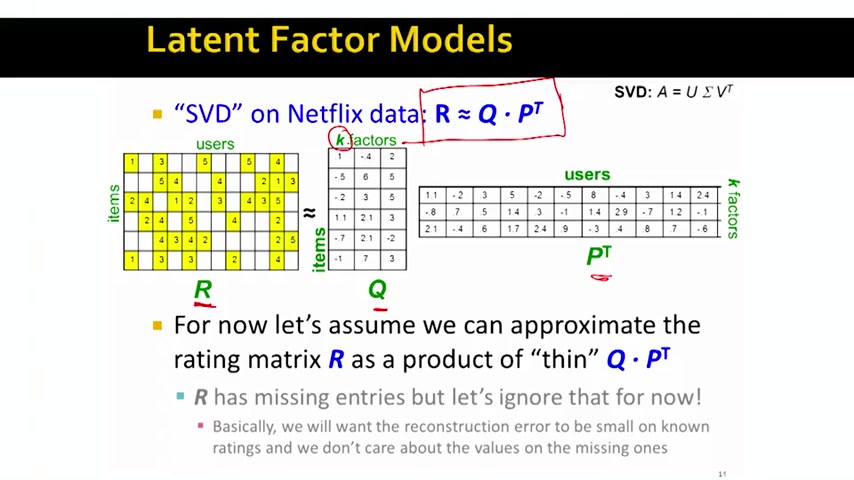 Latent Factor Models
SVD: A = U Σ Vᵀ
"SVD" on Netflix data: R ≈ Q · Pᵀ
users
k factors
items
1 3 5 5 4
5 4 4 2 1 3
2 4 1 2 3 4 3 5
2 4 5 4 2
4 3 4 2 2 5
1 3 3 2 4
R
≈
items
1 -.4 2
-.5 6 5
-.2 3 5
1.1 2.1 3
-.7 2.1 -2
-1 .7 3
Q
users
1.1 -.2 3 5 -2 -.5 8 -.4 3 1.4 2.4
-.8 .7 .5 1.4 .3 -1 1.4 2.9 -.7 1.2 -.1
2.1 -.4 .6 1.7 2.4 .9 -.3 .4 8 .7 -.6
k factors
Pᵀ
For now let's assume we can approximate the
rating matrix R as a product of "thin" Q · Pᵀ
R has missing entries but let's ignore that for now!
Basically, we will want the reconstruction error to be small on known
ratings and we don't care about the values on the missing ones